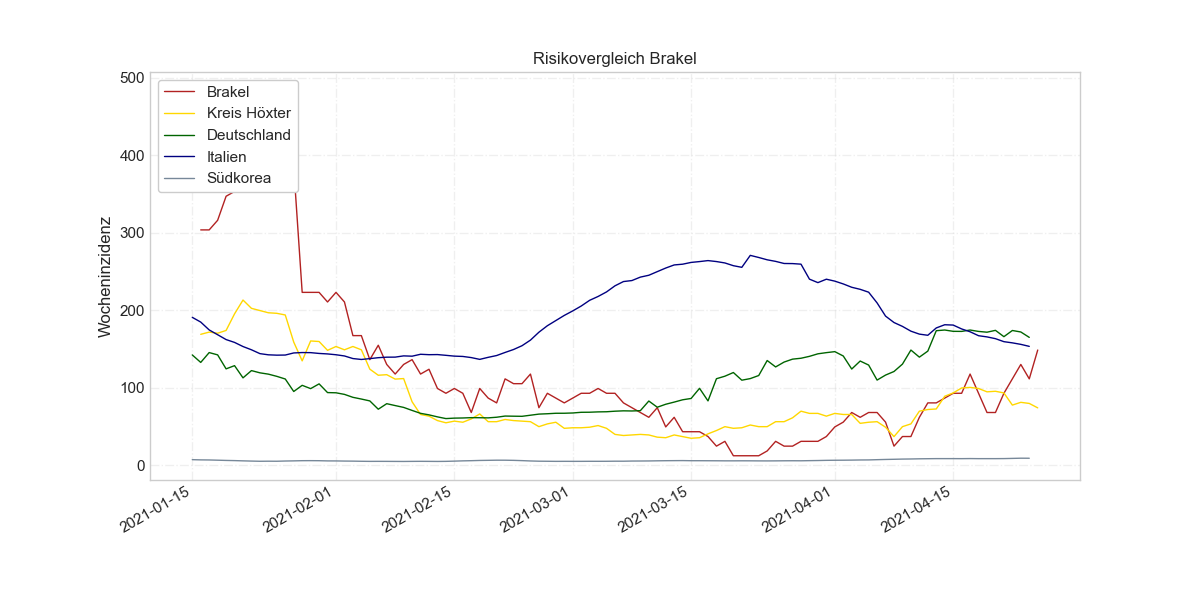 Risikovergleich Brakel
Wocheninzidenz
500
400
300
200
100
0
Brakel
Kreis Höxter
Deutschland
Italien
Südkorea
2021-01-15
2021-02-01
2021-02-15
2021-03-01
2021-03-15
2021-04-01
2021-04-15